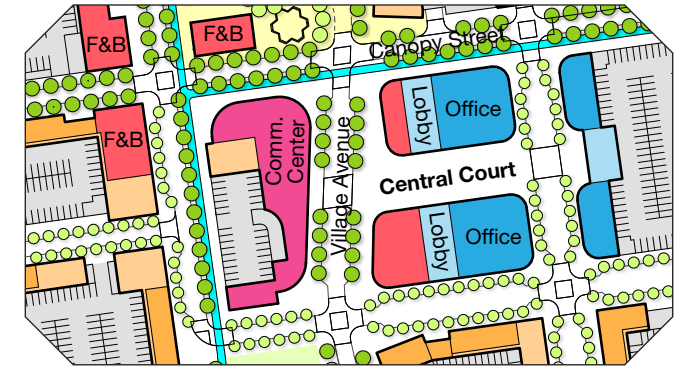 F&B
F&B
Canopy Street
F&B
Comm.
Center
Village Avenue
Lobby
Office
Central Court
Lobby
Office